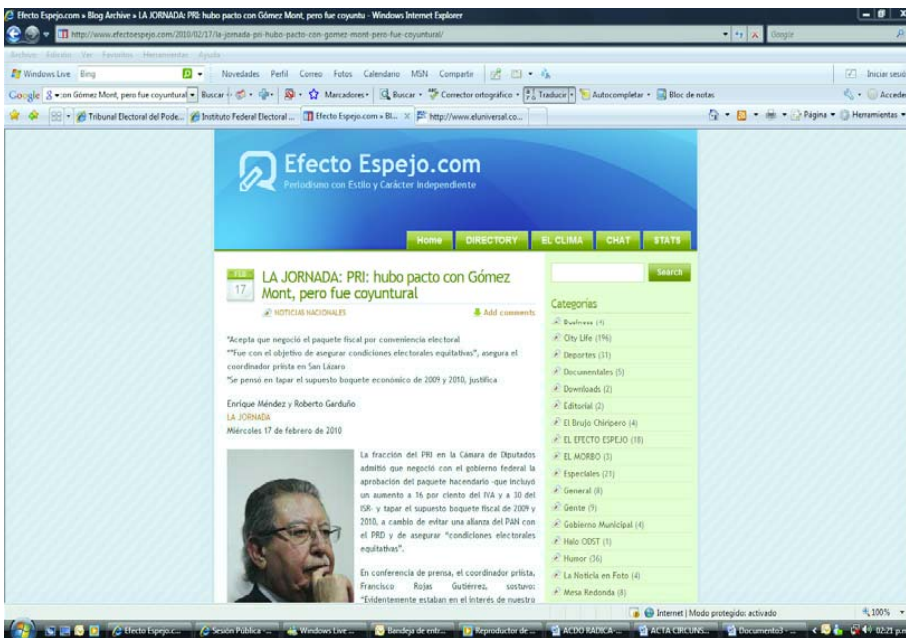 Efecto Espejo.com » Blog Archive » LA JORNADA: PRI: hubo pacto con Gómez Mont, pero fue coyuntu - Windows Internet Explorer
http://www.efectoespejo.com/2010/02/17/la-jornada-pri-hubo-pacto-con-gomez-mont-pero-fue-coyuntural/
Google
Archivo Edición Ver Favoritos Herramientas Ayuda
Windows Live Bing Novedades Perfil Correo Fotos Calendario MSN Compartir Iniciar sesió
Google con Gómez Mont, pero fue coyuntural Buscar Marcadores Buscar Corrector ortográfico Traducir Autocompletar Bloc de notas Acceder
Tribunal Electoral del Pode... Instituto Federal Electoral ... Efecto Espejo.com » Bl... http://www.eluniversal.co... Página Herramientas
Efecto Espejo.com
Periodismo con Estilo y Carácter Independiente
Home DIRECTORY EL CLIMA CHAT STATS
FEB
17
LA JORNADA: PRI: hubo pacto con Gómez
Mont, pero fue coyuntural
NOTICIAS NACIONALES Add comments
*Acepta que negoció el paquete fiscal por conveniencia electoral
*"Fue con el objetivo de asegurar condiciones electorales equitativas", asegura el
coordinador priista en San Lázaro
*Se pensó en tapar el supuesto boquete económico de 2009 y 2010, justifica
Enrique Méndez y Roberto Garduño
LA JORNADA
Miércoles 17 de febrero de 2010
La fracción del PRI en la Cámara de Diputados
admitió que negoció con el gobierno federal la
aprobación del paquete hacendario -que incluyó
un aumento a 16 por ciento del IVA y a 30 del
ISR- y tapar el supuesto boquete fiscal de 2009 y
2010, a cambio de evitar una alianza del PAN con
el PRD y de asegurar "condiciones electorales
equitativas".
En conferencia de prensa, el coordinador priista,
Francisco Rojas Gutiérrez, sostuvo:
"Evidentemente estaban en el interés de nuestro
Search
Categorías
Business (4)
City Life (196)
Deportes (31)
Documentales (5)
Downloads (2)
Editorial (2)
El Brujo Chiripero (4)
EL EFECTO ESPEJO (18)
EL MORBO (3)
Especiales (21)
General (8)
Gente (9)
Gobierno Municipal (4)
Halo ODST (1)
Humor (36)
La Noticia en Foto (4)
Mesa Redonda (8)
Internet | Modo protegido: activado 100%
Efecto Espejo.c... Sesión Pública -... Windows Live ... Bandeja de entr... Reproductor de ... ACDO RADICA-... ACTA CIRCUNS... Documento3 - ... 02:21 p.m.